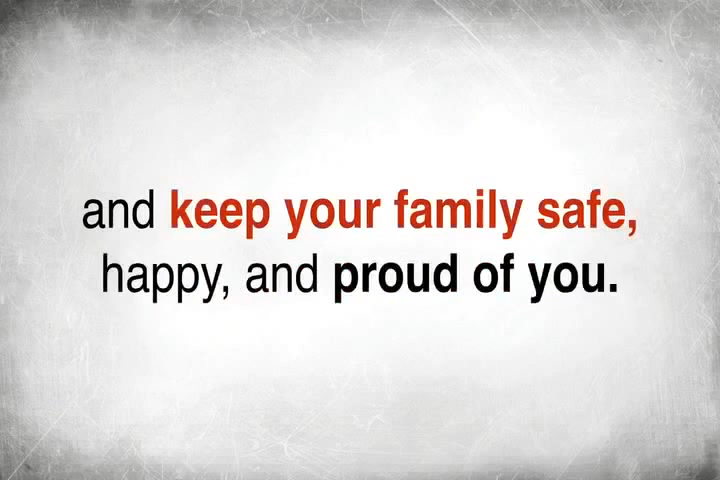 and keep your family safe,
happy, and proud of you.